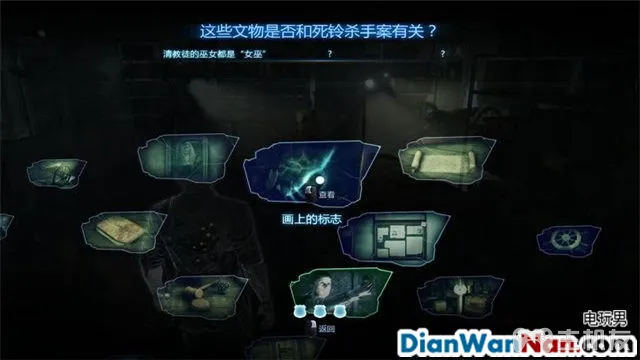 这些文物是否和死铃杀手案有关？
清教徒的巫女都是“女巫” ? ?
查看
画上的标志
返回
电玩男
DianWanNan.com